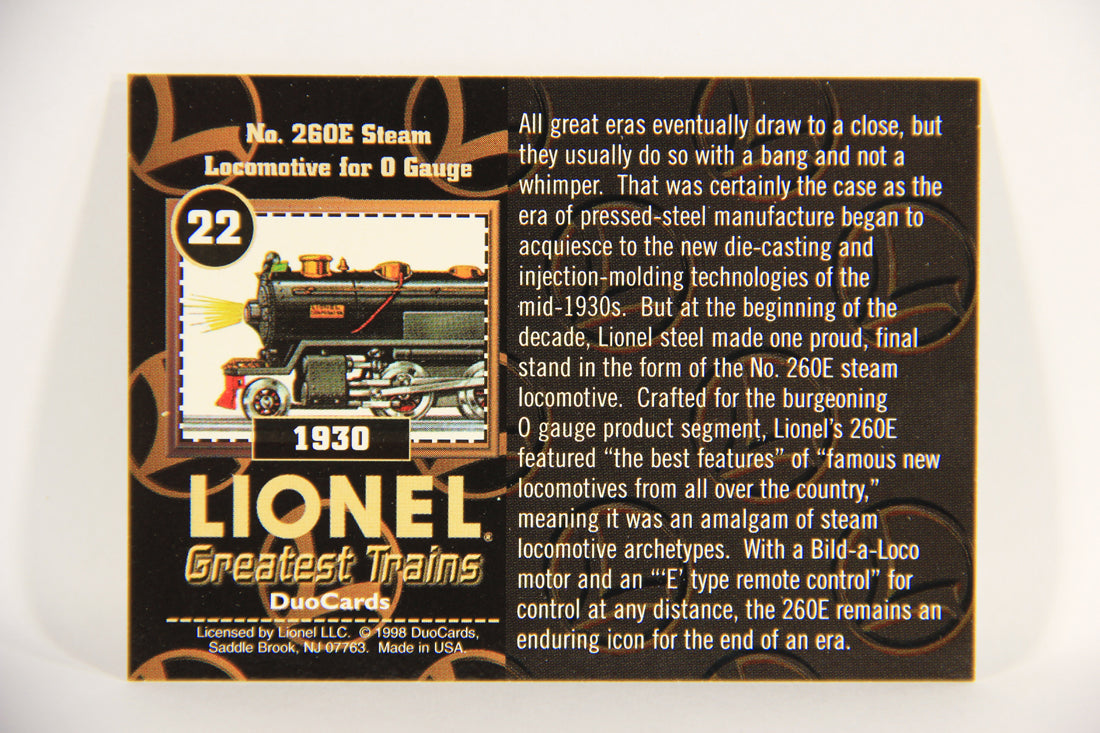 No. 260E Steam
Locomotive for O Gauge
22
1930
LIONEL®
Greatest Trains
DuoCards
Licensed by Lionel LLC. © 1998 DuoCards,
Saddle Brook, NJ 07763. Made in USA.
All great eras eventually draw to a close, but
they usually do so with a bang and not a
whimper. That was certainly the case as the
era of pressed-steel manufacture began to
acquiesce to the new die-casting and
injection-molding technologies of the
mid-1930s. But at the beginning of the
decade, Lionel steel made one proud, final
stand in the form of the No. 260E steam
locomotive. Crafted for the burgeoning
O gauge product segment, Lionel's 260E
featured “the best features” of “famous new
locomotives from all over the country,”
meaning it was an amalgam of steam
locomotive archetypes. With a Bild-a-Loco
motor and an “‘E’ type remote control” for
control at any distance, the 260E remains an
enduring icon for the end of an era.